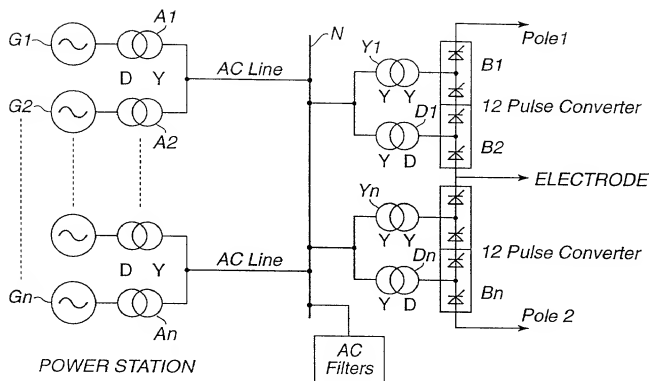 G1
A1
D Y
G2
A2
AC Line
N
Y1
Y Y
D1
Y D
Pole1
B1
12 Pulse Converter
B2
ELECTRODE
D Y
Gn
An
AC Line
Yn
Y Y
Dn
Y D
12 Pulse Converter
Bn
Pole 2
AC
Filters
POWER STATION